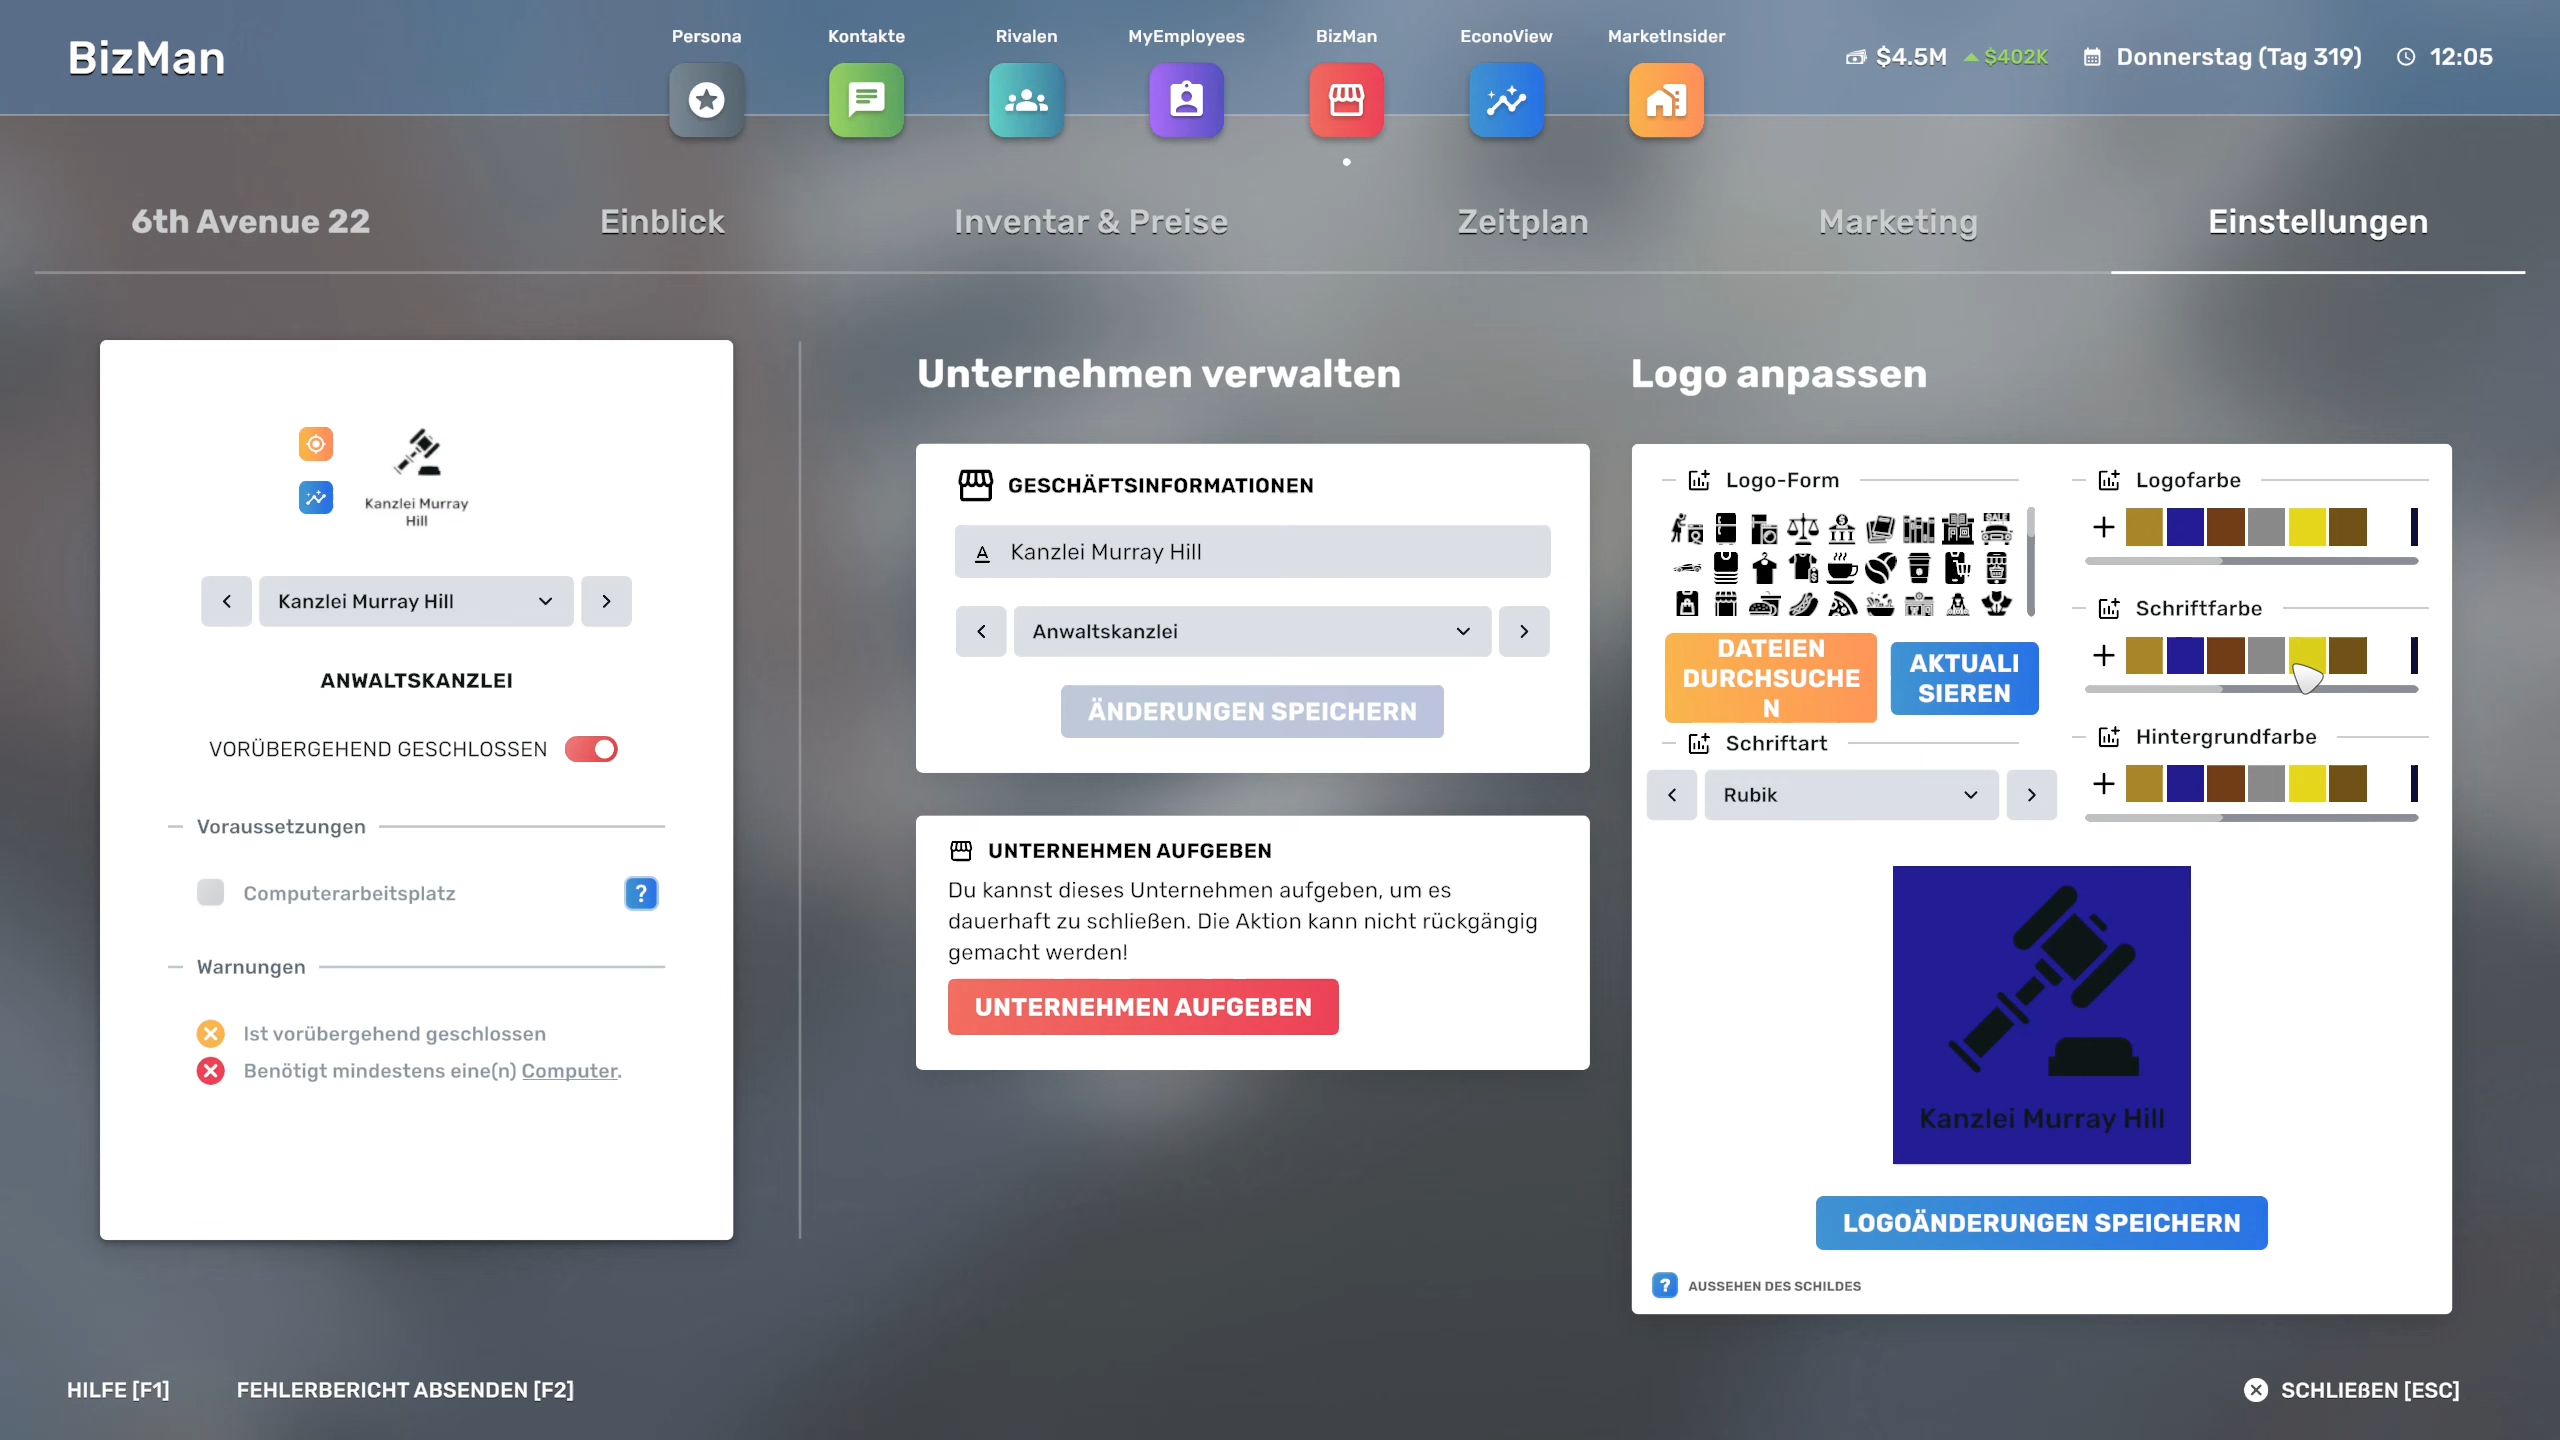 BizMan
Persona
Kontakte
Rivalen
MyEmployees
BizMan
EconoView
MarketInsider
$4.5M
$402K
Donnerstag (Tag 319)
12:05
6th Avenue 22
Einblick
Inventar & Preise
Zeitplan
Marketing
Einstellungen
Kanzlei Murray
Hill
Kanzlei Murray Hill
ANWALTSKANZLEI
VORÜBERGEHEND GESCHLOSSEN
Voraussetzungen
Computerarbeitsplatz
?
Warnungen
Ist vorübergehend geschlossen
Benötigt mindestens eine(n) Computer.
Unternehmen verwalten
GESCHÄFTSINFORMATIONEN
Kanzlei Murray Hill
Anwaltskanzlei
ÄNDERUNGEN SPEICHERN
UNTERNEHMEN AUFGEBEN
Du kannst dieses Unternehmen aufgeben, um es
dauerhaft zu schließen. Die Aktion kann nicht rückgängig
gemacht werden!
UNTERNEHMEN AUFGEBEN
Logo anpassen
Logo-Form
SALE
DATEIEN
DURCHSUCHE
N
AKTUALI
SIEREN
Schriftart
Rubik
Logofarbe
Schriftfarbe
Hintergrundfarbe
Kanzlei Murray Hill
LOGOÄNDERUNGEN SPEICHERN
? AUSSEHEN DES SCHILDES
HILFE [F1]
FEHLERBERICHT ABSENDEN [F2]
SCHLIEßEN [ESC]